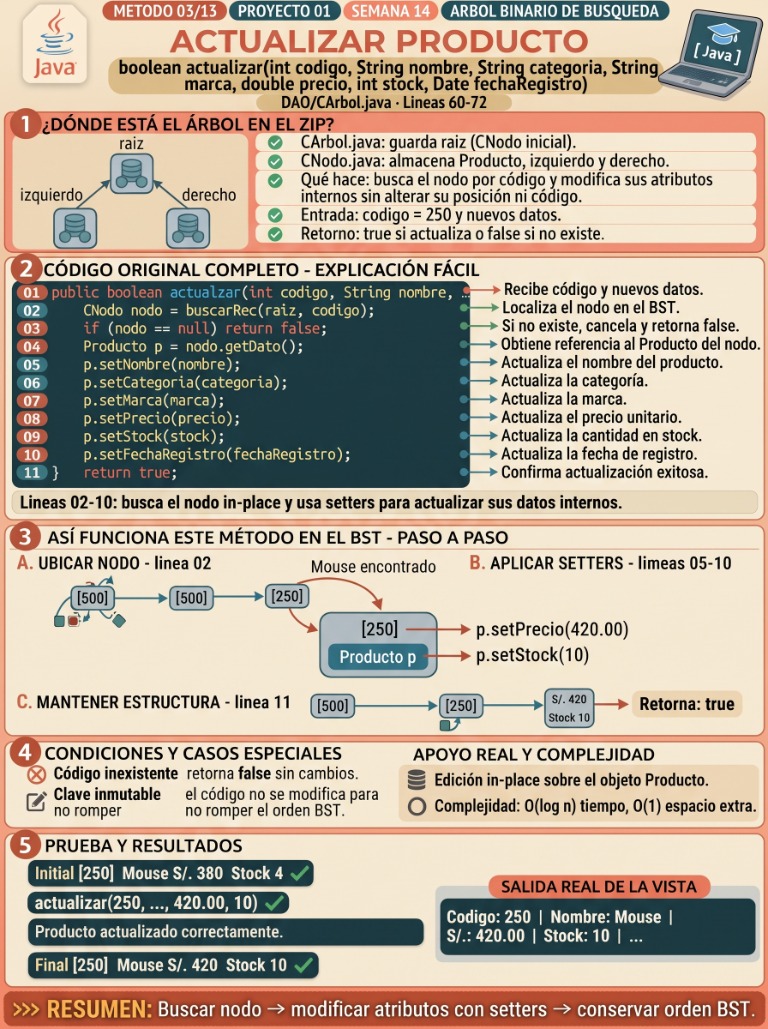 METODO 03/13
PROYECTO 01
SEMANA 14
ARBOL BINARIO DE BUSQUEDA
Java
[ Java ]
ACTUALIZAR PRODUCTO
boolean actualizar(int codigo, String nombre, String categoria, String
marca, double precio, int stock, Date fechaRegistro)
DAO/CArbol.java · Lineas 60-72
1 ¿DÓNDE ESTÁ EL ÁRBOL EN EL ZIP?
raiz
izquierdo
derecho
CArbol.java: guarda raiz (CNodo inicial).
CNodo.java: almacena Producto, izquierdo y derecho.
Qué hace: busca el nodo por código y modifica sus atributos
internos sin alterar su posición ni código.
Entrada: codigo = 250 y nuevos datos.
Retorno: true si actualiza o false si no existe.
2 CÓDIGO ORIGINAL COMPLETO - EXPLICACIÓN FÁCIL
01 public boolean actualzar(int codigo, String nombre, … Recibe código y nuevos datos.
02 CNodo nodo = buscarRec(raiz, codigo); Localiza el nodo en el BST.
03 if (nodo == null) return false; Si no existe, cancela y retorna false.
04 Producto p = nodo.getDato(); Obtiene referencia al Producto del nodo.
05 p.setNombre(nombre); Actualiza el nombre del producto.
06 p.setCategoria(categoria); Actualiza la categoría.
07 p.setMarca(marca); Actualiza la marca.
08 p.setPrecio(precio); Actualiza el precio unitario.
09 p.setStock(stock); Actualiza la cantidad en stock.
10 p.setFechaRegistro(fechaRegistro); Actualiza la fecha de registro.
11 } return true; Confirma actualización exitosa.
Lineas 02-10: busca el nodo in-place y usa setters para actualizar sus datos internos.
3 ASÍ FUNCIONA ESTE MÉTODO EN EL BST - PASO A PASO
A. UBICAR NODO - linea 02
Mouse encontrado
B. APLICAR SETTERS - limeas 05-10
[500]
[500]
[250]
[250]
Producto p
p.setPrecio(420.00)
p.setStock(10)
C. MANTENER ESTRUCTURA - linea 11
[500]
[250]
S/. 420
Stock 10
Retorna: true
4 CONDICIONES Y CASOS ESPECIALES
Código inexistente retorna false sin cambios.
Clave inmutable el código no se modifica para
no romper no romper el orden BST.
APOYO REAL Y COMPLEJIDAD
Edición in-place sobre el objeto Producto.
Complejidad: O(log n) tiempo, O(1) espacio extra.
5 PRUEBA Y RESULTADOS
Initial [250] Mouse S/. 380 Stock 4
actualizar(250, ..., 420.00, 10)
Producto actualizado correctamente.
Final [250] Mouse S/. 420 Stock 10
SALIDA REAL DE LA VISTA
Codigo: 250 | Nombre: Mouse |
S/.: 420.00 | Stock: 10 | ...
>>> RESUMEN: Buscar nodo → modificar atributos con setters → conservar orden BST.